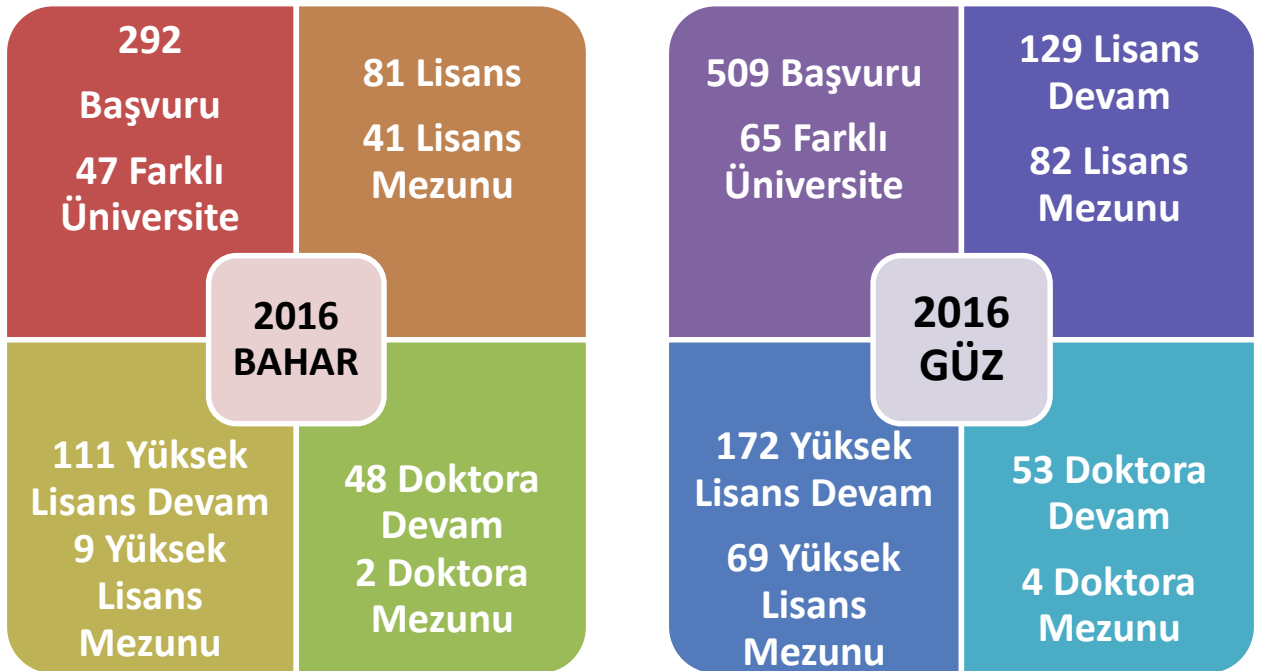 292
Başvuru
47 Farklı
Üniversite
81 Lisans
41 Lisans
Mezunu
2016
BAHAR
111 Yüksek
Lisans Devam
9 Yüksek
Lisans
Mezunu
48 Doktora
Devam
2 Doktora
Mezunu
509 Başvuru
65 Farklı
Üniversite
129 Lisans
Devam
82 Lisans
Mezunu
2016
GÜZ
172 Yüksek
Lisans Devam
69 Yüksek
Lisans
Mezunu
53 Doktora
Devam
4 Doktora
Mezunu